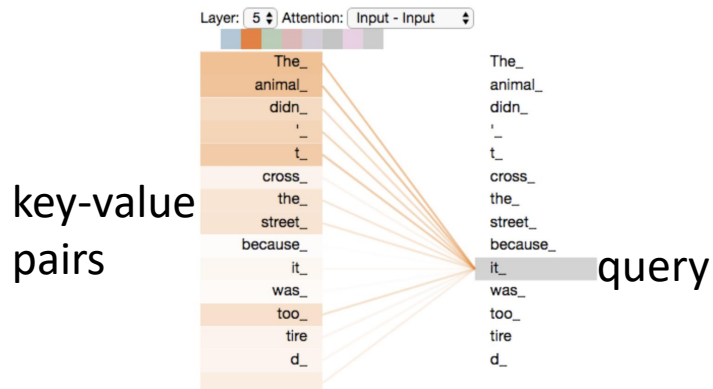 Layer: 5 Attention: Input - Input
The_ The_
animal_ animal_
didn_ didn_
'_ '_
t_ t_
cross_ cross_
the_ the_
street_ street_
because_ because_
it_ it_
was_ was_
too_ too_
tire tire
d_ d_
key-value
pairs
query